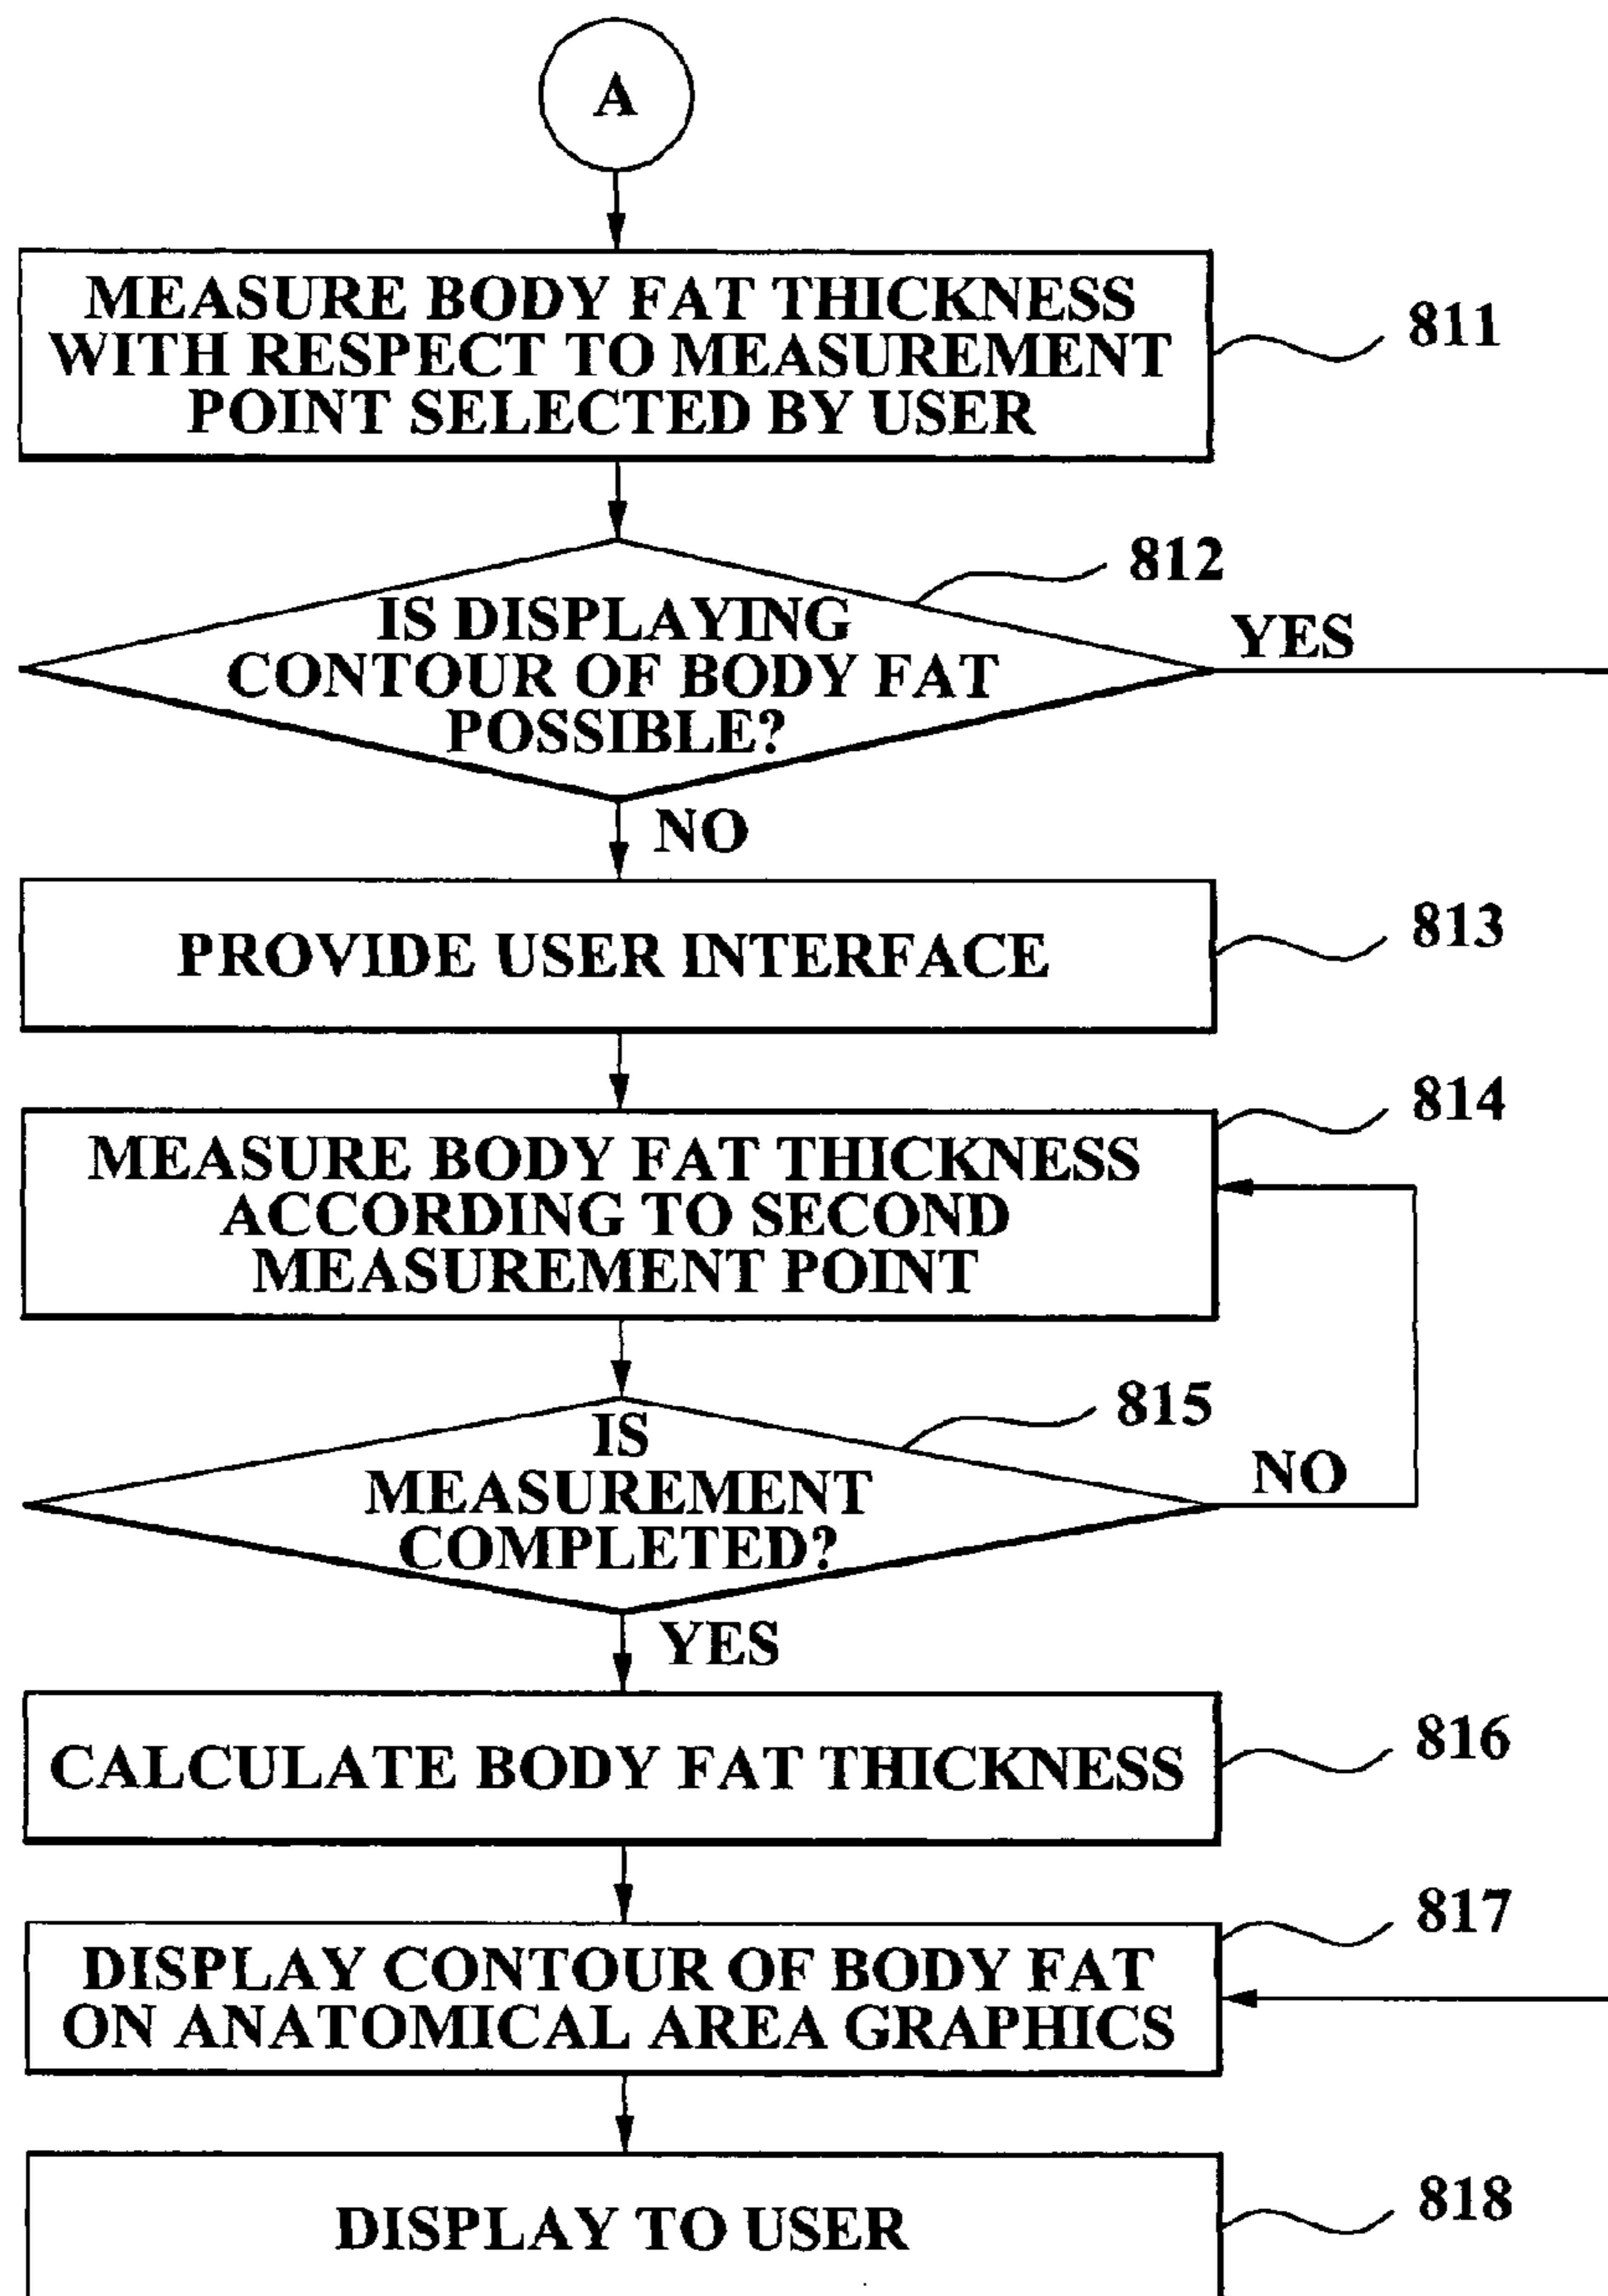 A
MEASURE BODY FAT THICKNESS
WITH RESPECT TO MEASUREMENT
POINT SELECTED BY USER
811
812
IS DISPLAYING
CONTOUR OF BODY FAT
POSSIBLE?
YES
NO
PROVIDE USER INTERFACE
813
814
MEASURE BODY FAT THICKNESS
ACCORDING TO SECOND
MEASUREMENT POINT
815
IS
MEASUREMENT
COMPLETED?
NO
YES
CALCULATE BODY FAT THICKNESS
816
817
DISPLAY CONTOUR OF BODY FAT
ON ANATOMICAL AREA GRAPHICS
DISPLAY TO USER
818